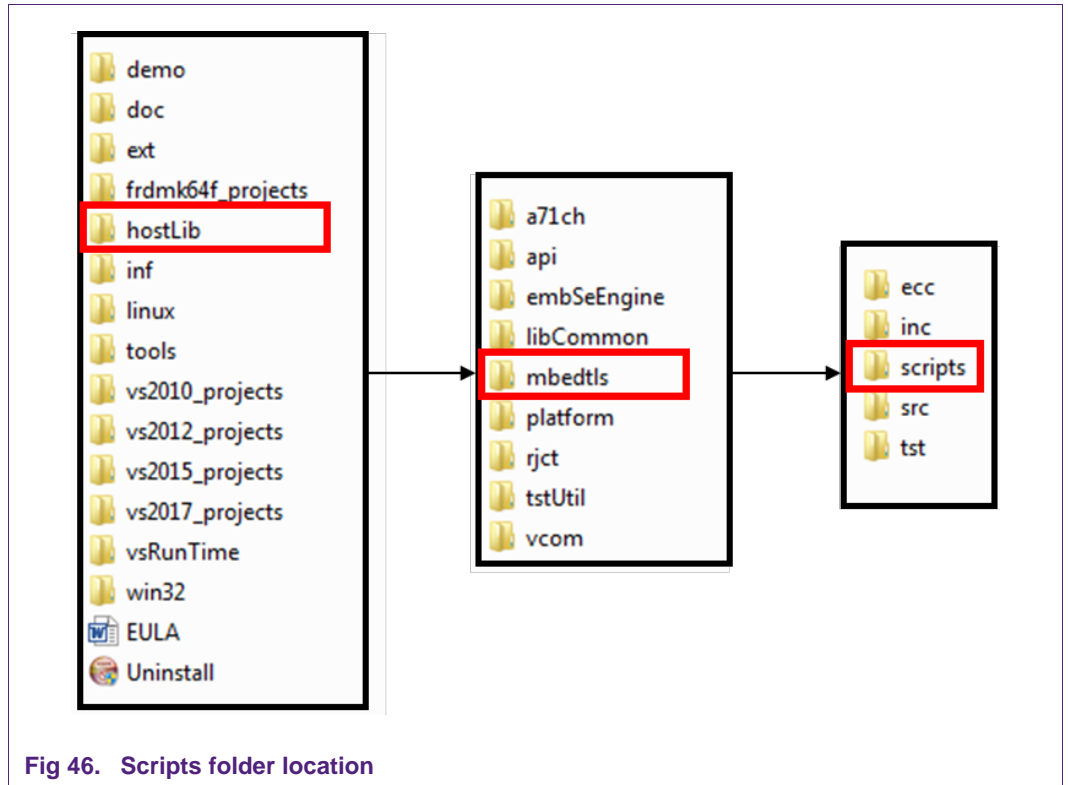 demo
doc
ext
frdmk64f_projects
hostLib
inf
linux
tools
vs2010_projects
vs2012_projects
vs2015_projects
vs2017_projects
vsRunTime
win32
EULA
Uninstall
a71ch
api
embSeEngine
libCommon
mbedtls
platform
rjct
tstUtil
vcom
ecc
inc
scripts
src
tst
Fig 46. Scripts folder location